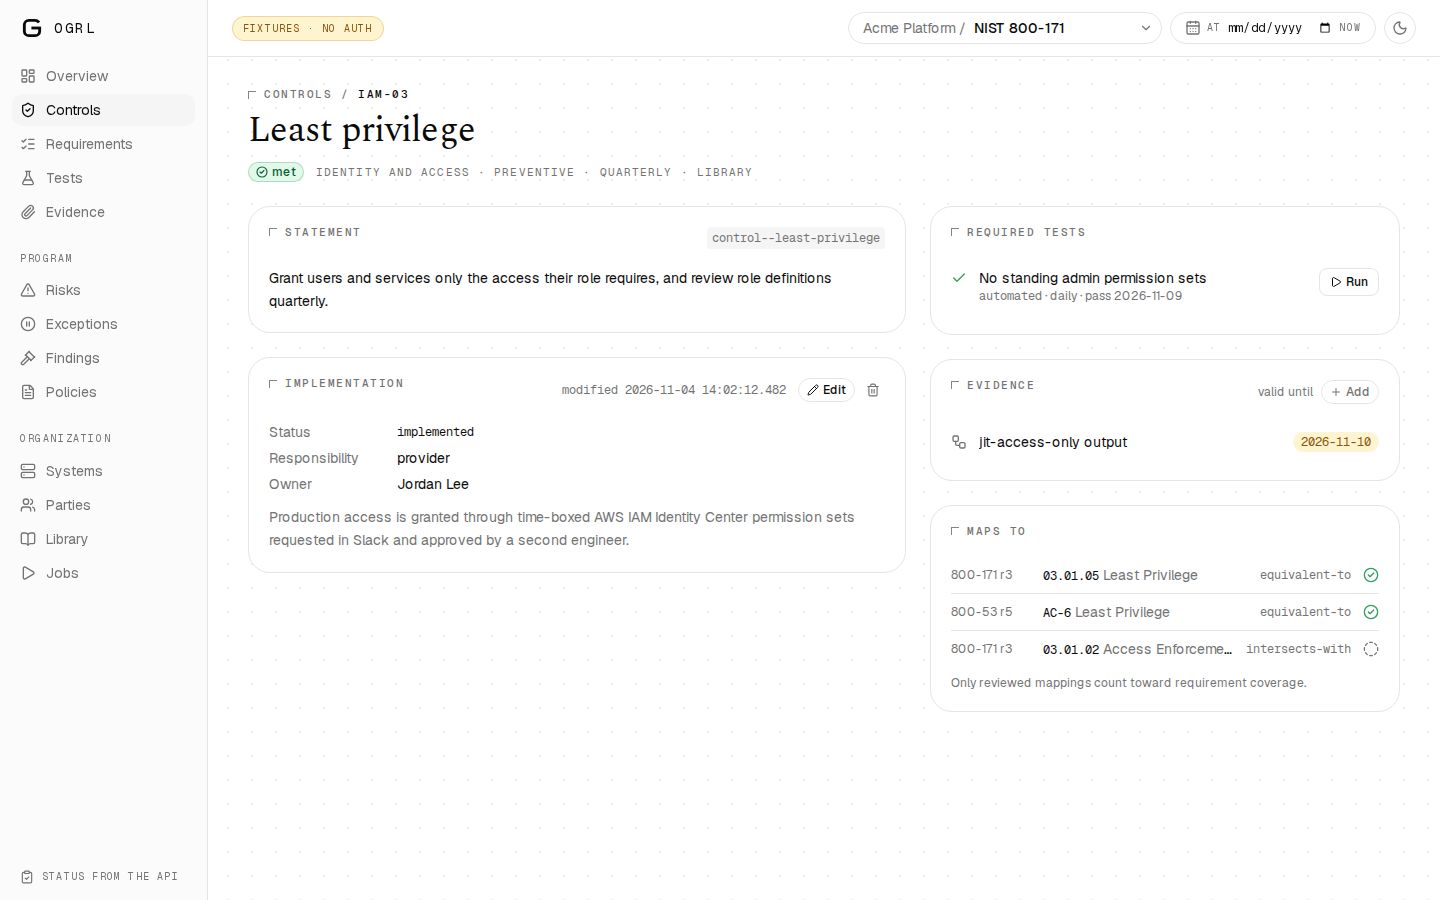 OGRL
FIXTURES · NO AUTH
Acme Platform / NIST 800-171
AT mm/dd/yyyy NOW
Overview
Controls
Requirements
Tests
Evidence
PROGRAM
Risks
Exceptions
Findings
Policies
ORGANIZATION
Systems
Parties
Library
Jobs
STATUS FROM THE API
CONTROLS / IAM-03
Least privilege
met IDENTITY AND ACCESS · PREVENTIVE · QUARTERLY · LIBRARY
STATEMENT
control--least-privilege
Grant users and services only the access their role requires, and review role definitions
quarterly.
IMPLEMENTATION
modified 2026-11-04 14:02:12.482 Edit
Status implemented
Responsibility provider
Owner Jordan Lee
Production access is granted through time-boxed AWS IAM Identity Center permission sets
requested in Slack and approved by a second engineer.
REQUIRED TESTS
No standing admin permission sets
automated · daily · pass 2026-11-09
Run
EVIDENCE
valid until + Add
jit-access-only output 2026-11-10
MAPS TO
800-171 r3 03.01.05 Least Privilege equivalent-to
800-53 r5 AC-6 Least Privilege equivalent-to
800-171 r3 03.01.02 Access Enforceme… intersects-with
Only reviewed mappings count toward requirement coverage.